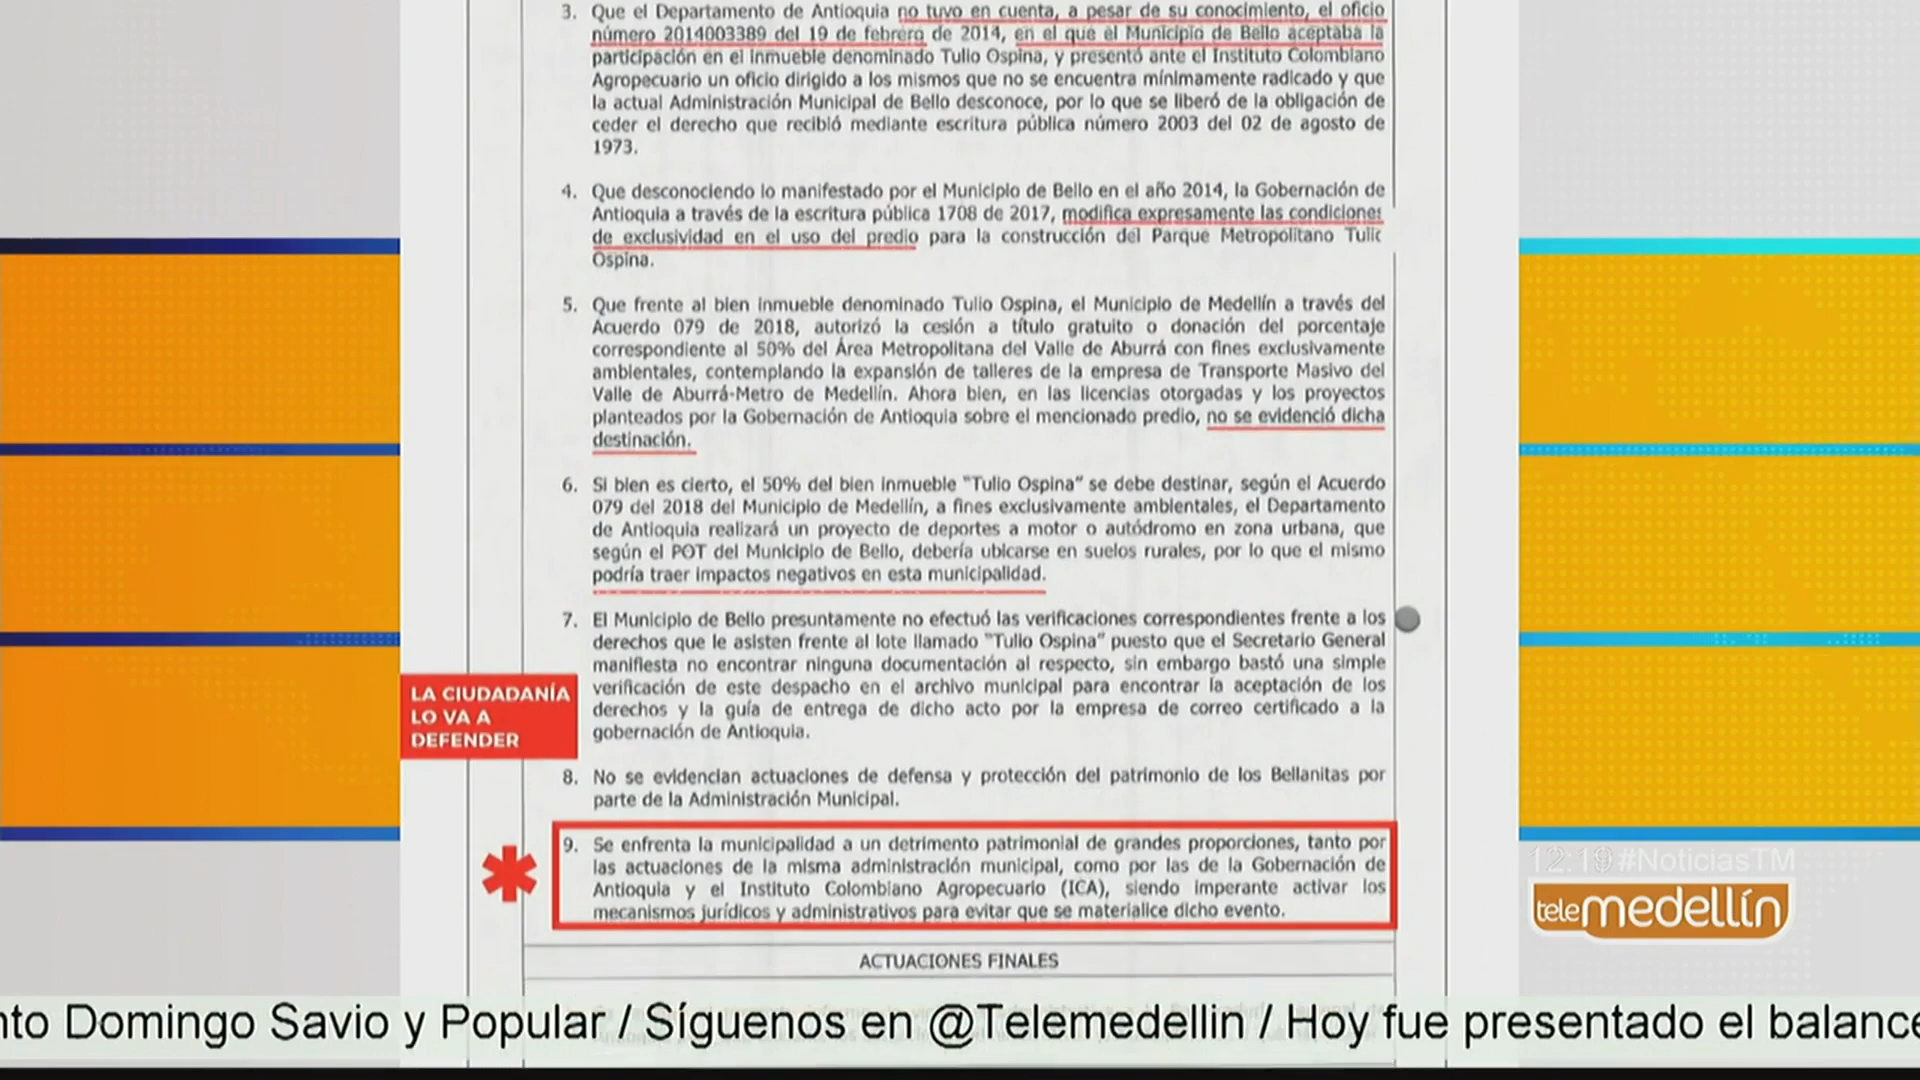 3. Que el Departamento de Antioquia no tuvo en cuenta, a pesar de su conocimiento, el oficio
número 2014003389 del 19 de febrero de 2014, en el que el Municipio de Bello aceptaba la
participación en el inmueble denominado Tulio Ospina, y presentó ante el Instituto Colombiano
Agropecuario un oficio dirigido a los mismos que no se encuentra mínimamente radicado y que
la actual Administración Municipal de Bello desconoce, por lo que se liberó de la obligación de
ceder el derecho que recibió mediante escritura pública número 2003 del 02 de agosto de
1973.
4. Que desconociendo lo manifestado por el Municipio de Bello en el año 2014, la Gobernación de
Antioquia a través de la escritura pública 1708 de 2017, modifica expresamente las condiciones
de exclusividad en el uso del predio para la construcción del Parque Metropolitano Tulio
Ospina.
5. Que frente al bien inmueble denominado Tulio Ospina, el Municipio de Medellín a través del
Acuerdo 079 de 2018, autorizó la cesión a título gratuito o donación del porcentaje
correspondiente al 50% del Área Metropolitana del Valle de Aburrá con fines exclusivamente
ambientales, contemplando la expansión de talleres de la empresa de Transporte Masivo del
Valle de Aburrá-Metro de Medellín. Ahora bien, en las licencias otorgadas y los proyectos
planteados por la Gobernación de Antioquia sobre el mencionado predio, no se evidenció dicha
destinación.
6. Si bien es cierto, el 50% del bien inmueble "Tulio Ospina" se debe destinar, según el Acuerdo
079 del 2018 del Municipio de Medellín, a fines exclusivamente ambientales, el Departamento
de Antioquia realizará un proyecto de deportes a motor o autódromo en zona urbana, que
según el POT del Municipio de Bello, debería ubicarse en suelos rurales, por lo que el mismo
podría traer impactos negativos en esta municipalidad.
7. El Municipio de Bello presuntamente no efectuó las verificaciones correspondientes frente a los
derechos que le asisten frente al lote llamado "Tulio Ospina" puesto que el Secretario General
manifiesta no encontrar ninguna documentación al respecto, sin embargo bastó una simple
verificación de este despacho en el archivo municipal para encontrar la aceptación de los
derechos y la guía de entrega de dicho acto por la empresa de correo certificado a la
gobernación de Antioquia.
LA CIUDADANÍA
LO VA A
DEFENDER
8. No se evidencian actuaciones de defensa y protección del patrimonio de los Bellanitas por
parte de la Administración Municipal.
9. Se enfrenta la municipalidad a un detrimento patrimonial de grandes proporciones, tanto por
las actuaciones de la misma administración municipal, como por las de la Gobernación de
Antioquia y el Instituto Colombiano Agropecuario (ICA), siendo imperante activar los
mecanismos jurídicos y administrativos para evitar que se materialice dicho evento.
ACTUACIONES FINALES
12:19 #NoticiasTM
telemedellín
nto Domingo Savio y Popular / Síguenos en @Telemedellin / Hoy fue presentado el balance